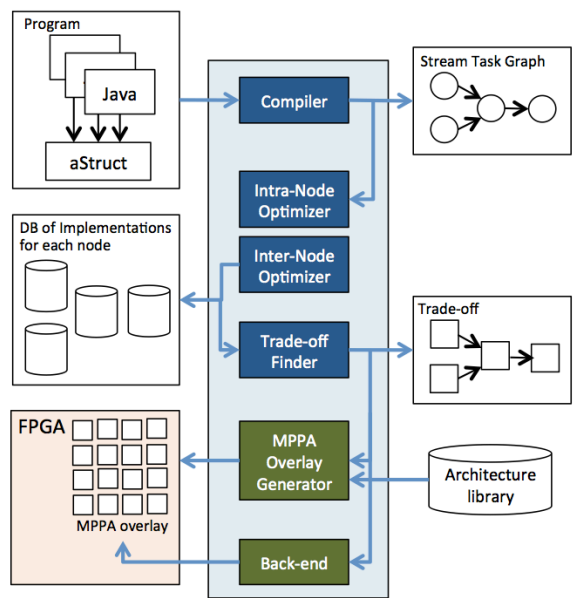 Program
Java
aStruct
Compiler
Stream Task Graph
Intra-Node
Optimizer
DB of Implementations
for each node
Inter-Node
Optimizer
Trade-off
Finder
Trade-off
FPGA
MPPA overlay
MPPA
Overlay
Generator
Architecture
library
Back-end